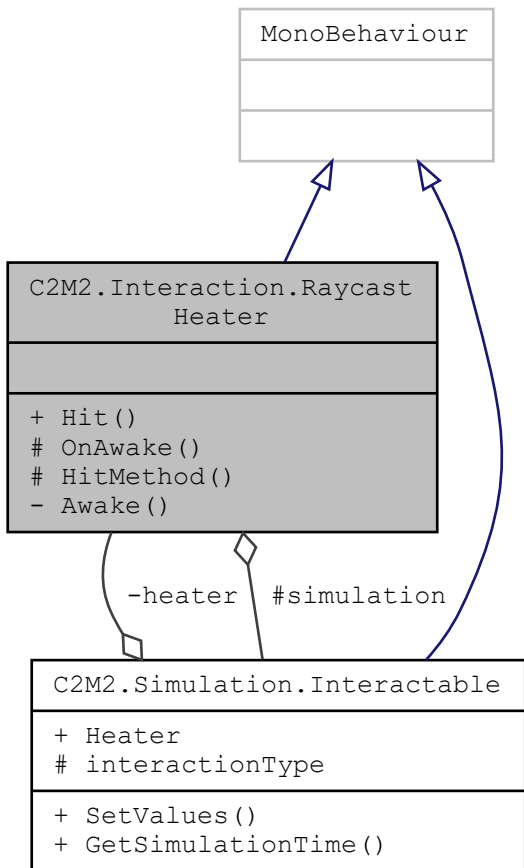 MonoBehaviour
C2M2.Interaction.Raycast
Heater
+ Hit()
# OnAwake()
# HitMethod()
- Awake()
-heater
#simulation
C2M2.Simulation.Interactable
+ Heater
# interactionType
+ SetValues()
+ GetSimulationTime()